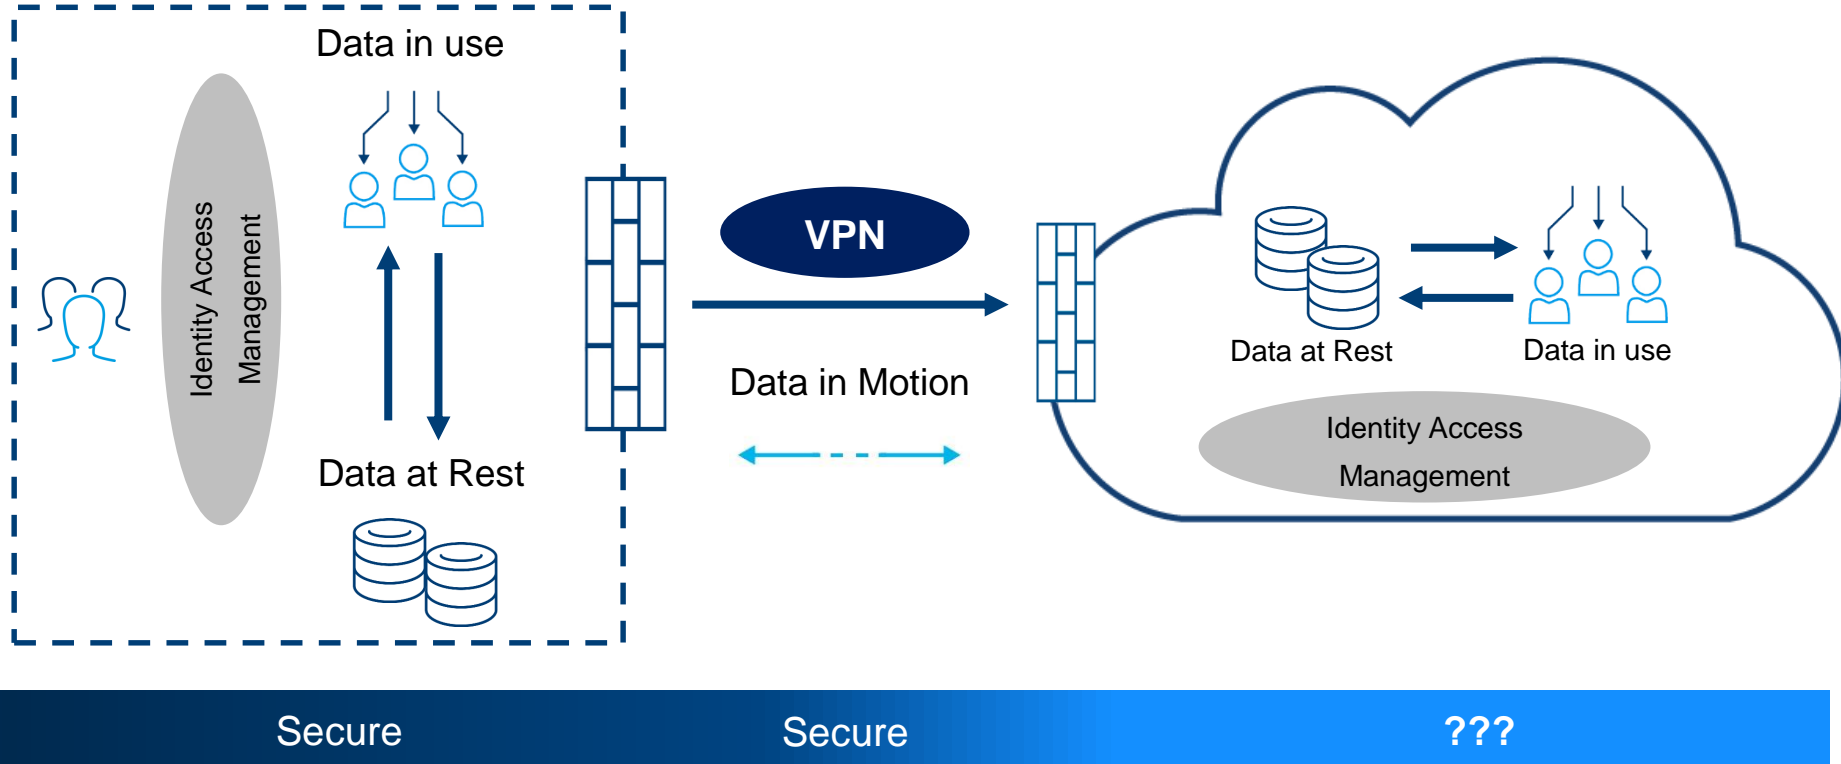 Data in use
Identity Access
Management
Data at Rest
VPN
Data in Motion
Data at Rest
Data in use
Identity Access
Management
Secure
Secure
???